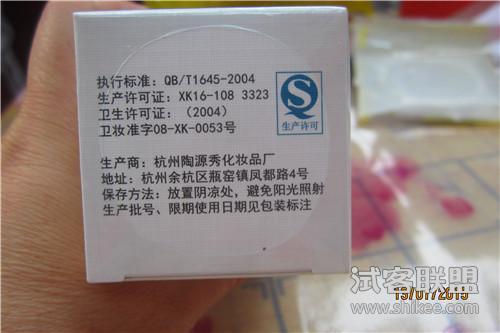 执行标准：QB/T1645-2004
生产许可证：XK16-108 3323
卫生许可证：（2004）
卫妆准字08-XK-0053号
生产许可
生产商：杭州陶源秀化妆品厂
地址：杭州余杭区瓶窑镇凤都路4号
保存方法：放置阴凉处，避免阳光照射
生产批号、限期使用日期见包装标注
试客联盟
www.shikee.com